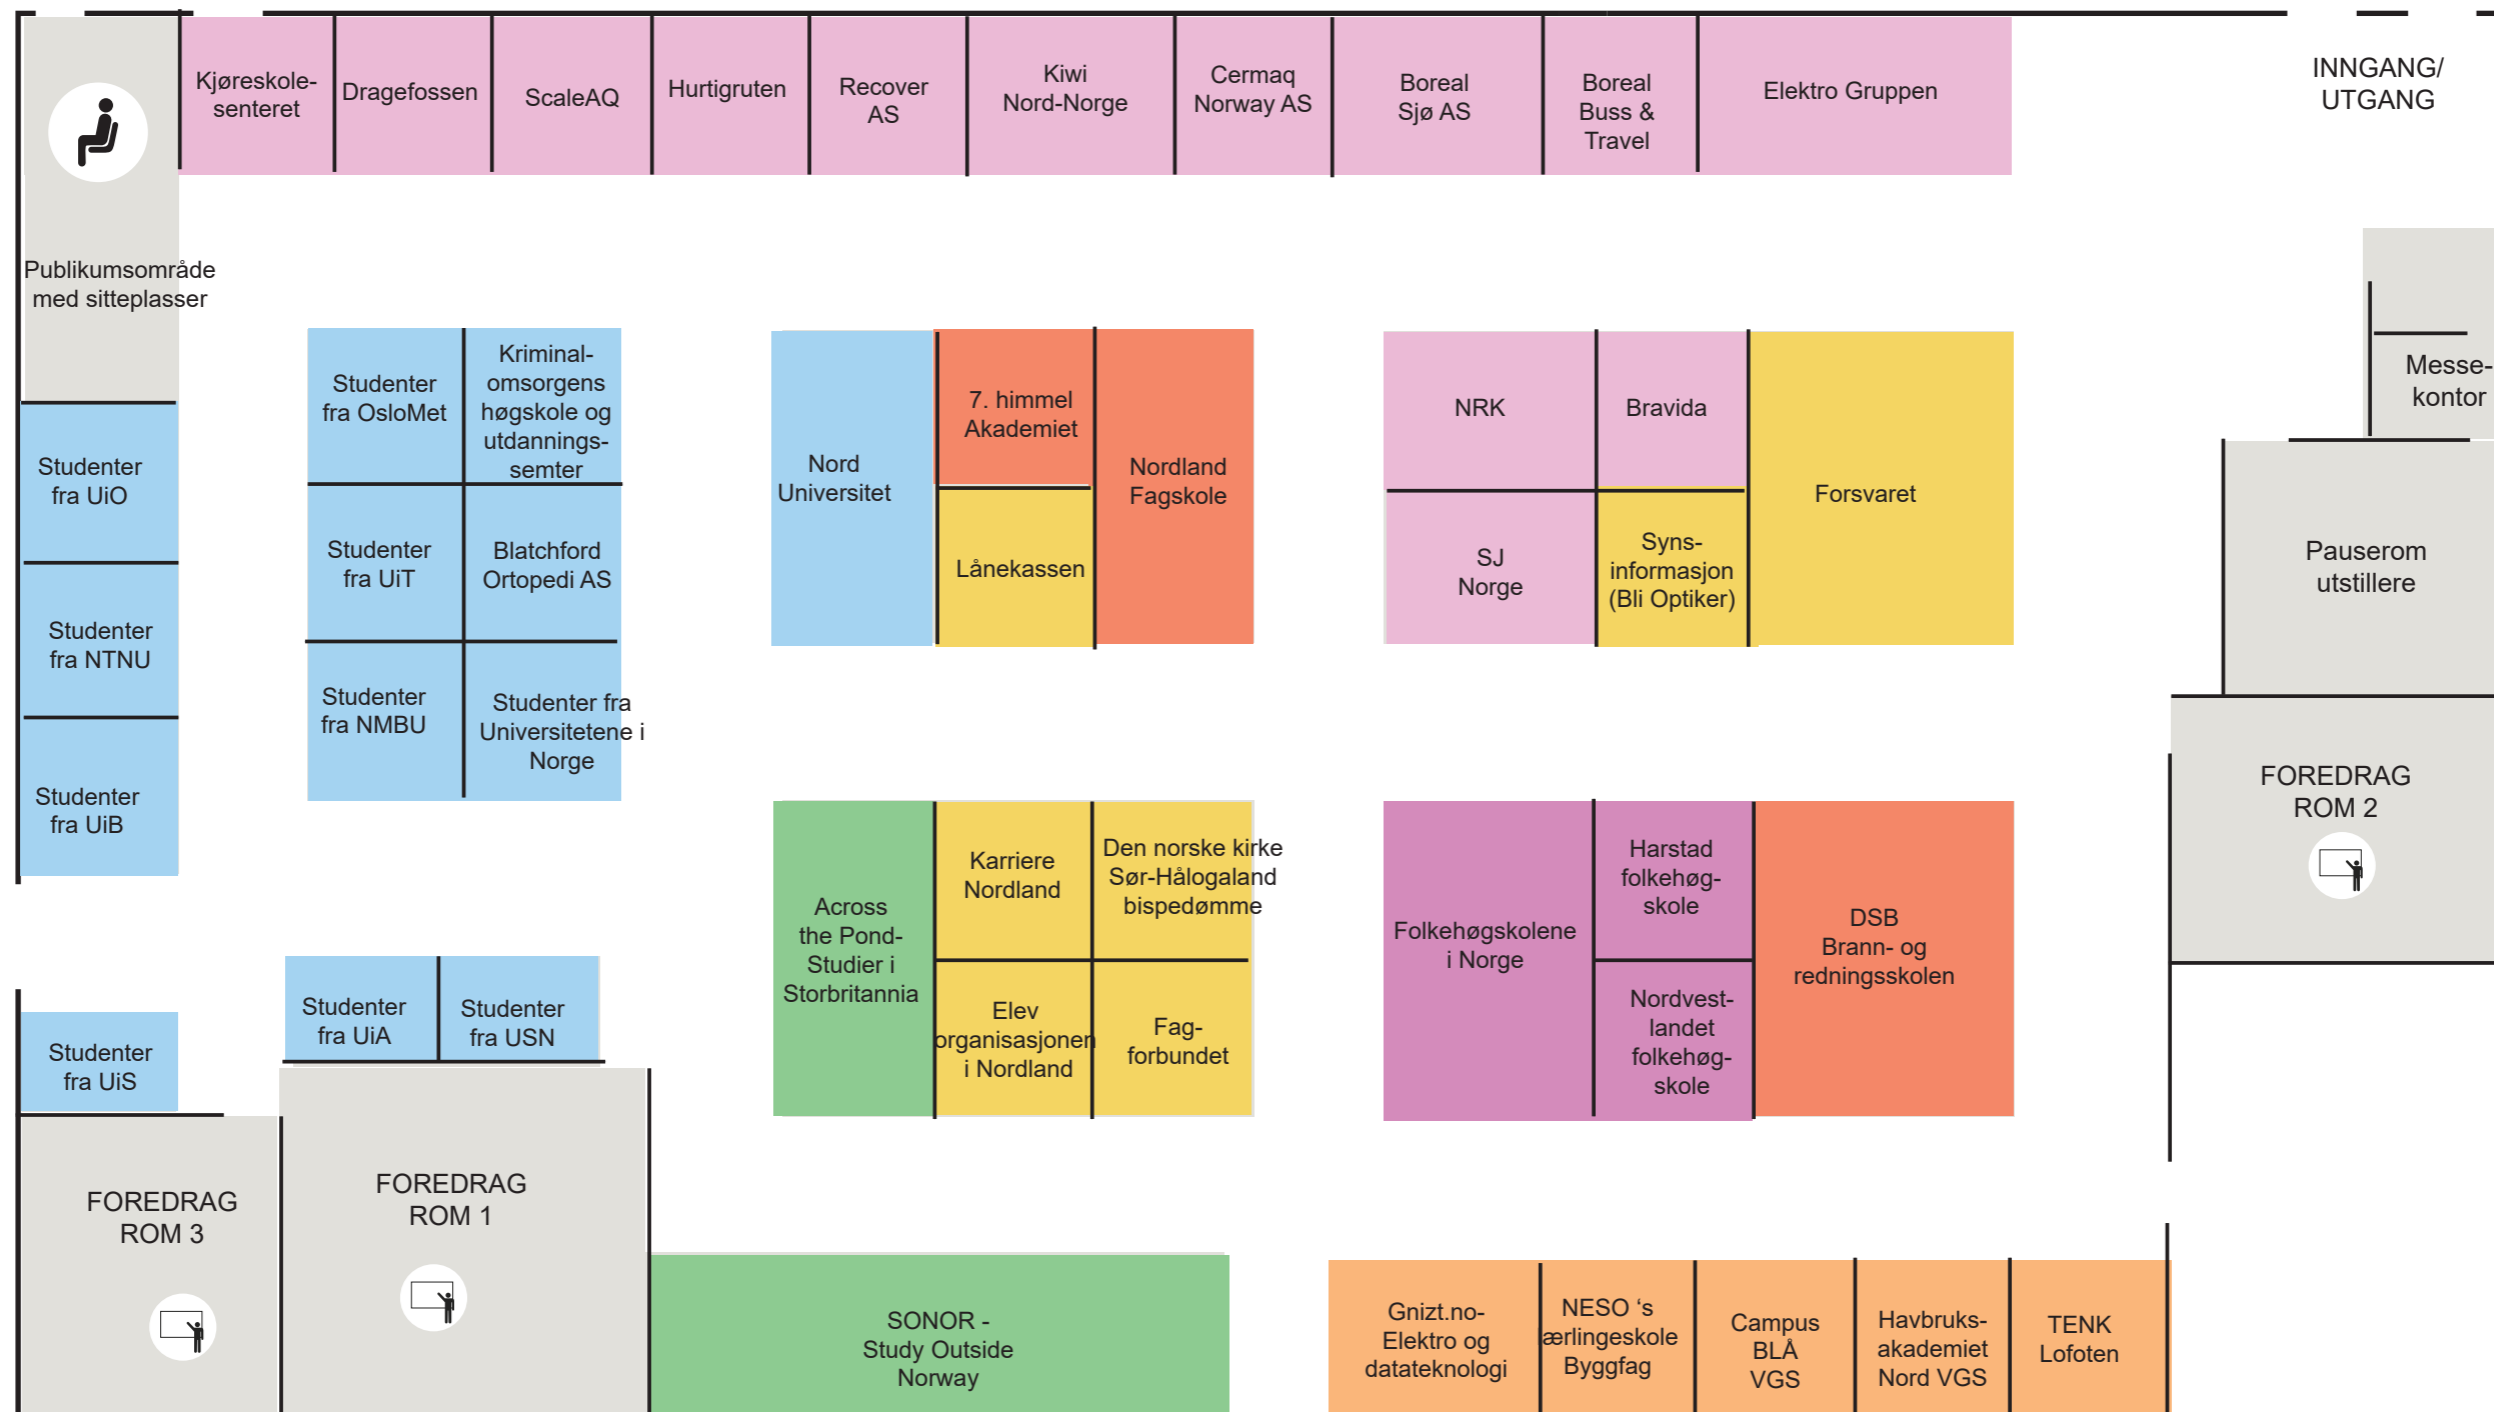 Kjøreskole-
senteret
Dragefossen
ScaleAQ
Hurtigruten
Recover
AS
Kiwi
Nord-Norge
Cermaq
Norway AS
Boreal
Sjø AS
Boreal
Buss &
Travel
Elektro Gruppen
INNGANG/
UTGANG
Publikumsområde
med sitteplasser
Studenter
fra OsloMet
Kriminal-
omsorgens
høgskole og
utdannings-
semter
Nord
Universitet
7. himmel
Akademiet
Nordland
Fagskole
Lånekassen
NRK
Bravida
Forsvaret
SJ
Norge
Syns-
informasjon
(Bli Optiker)
Messe-
kontor
Pauserom
utstillere
Studenter
fra UiO
Studenter
fra UiT
Blatchford
Ortopedi AS
Studenter
fra NTNU
Studenter
fra NMBU
Studenter fra
Universitetene i
Norge
Studenter
fra UiB
FOREDRAG
ROM 2
Across
the Pond-
Studier i
Storbritannia
Karriere
Nordland
Den norske kirke
Sør-Hålogaland
bispedømme
Elev
organisasjonen
i Nordland
Fag-
forbundet
Folkehøgskolene
i Norge
Harstad
folkehøg-
skole
Nordvest-
landet
folkehøg-
skole
DSB
Brann- og
redningsskolen
Studenter
fra UiS
Studenter
fra UiA
Studenter
fra USN
FOREDRAG
ROM 3
FOREDRAG
ROM 1
SONOR -
Study Outside
Norway
Gnizt.no-
Elektro og
datateknologi
NESO ‘s
lærlingeskole
Byggfag
Campus
BLÅ
VGS
Havbruks-
akademiet
Nord VGS
TENK
Lofoten